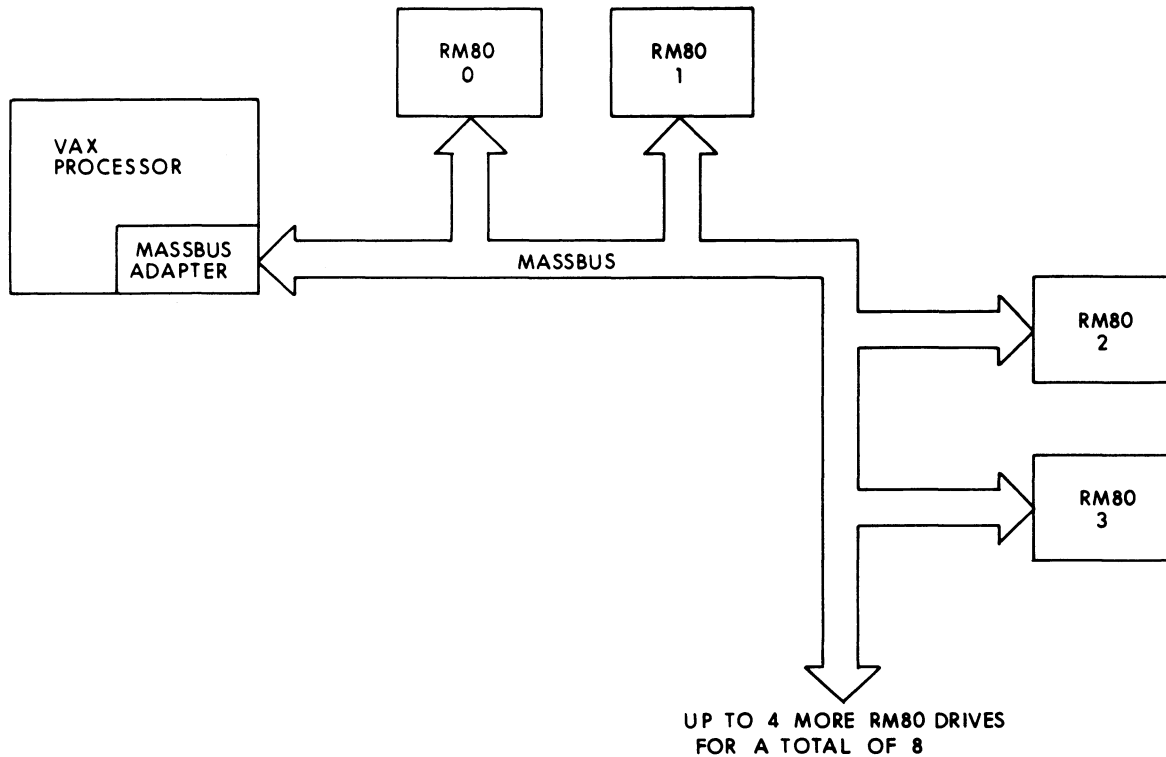 RM80
0
RM80
1
VAX
PROCESSOR
MASSBUS
ADAPTER
MASSBUS
RM80
2
RM80
3
UP TO 4 MORE RM80 DRIVES
FOR A TOTAL OF 8